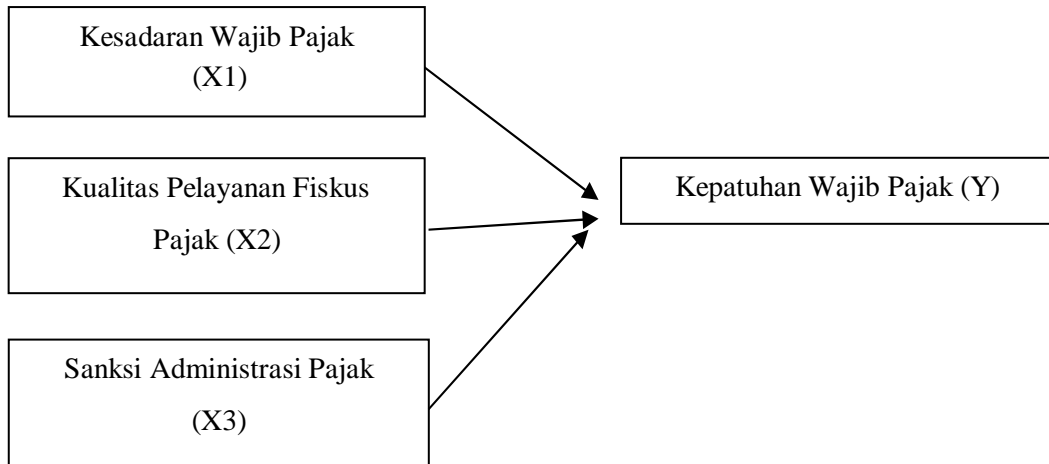 Kesadaran Wajib Pajak
(X1)
Kualitas Pelayanan Fiskus
Pajak (X2)
Kepatuhan Wajib Pajak (Y)
Sanksi Administrasi Pajak
(X3)